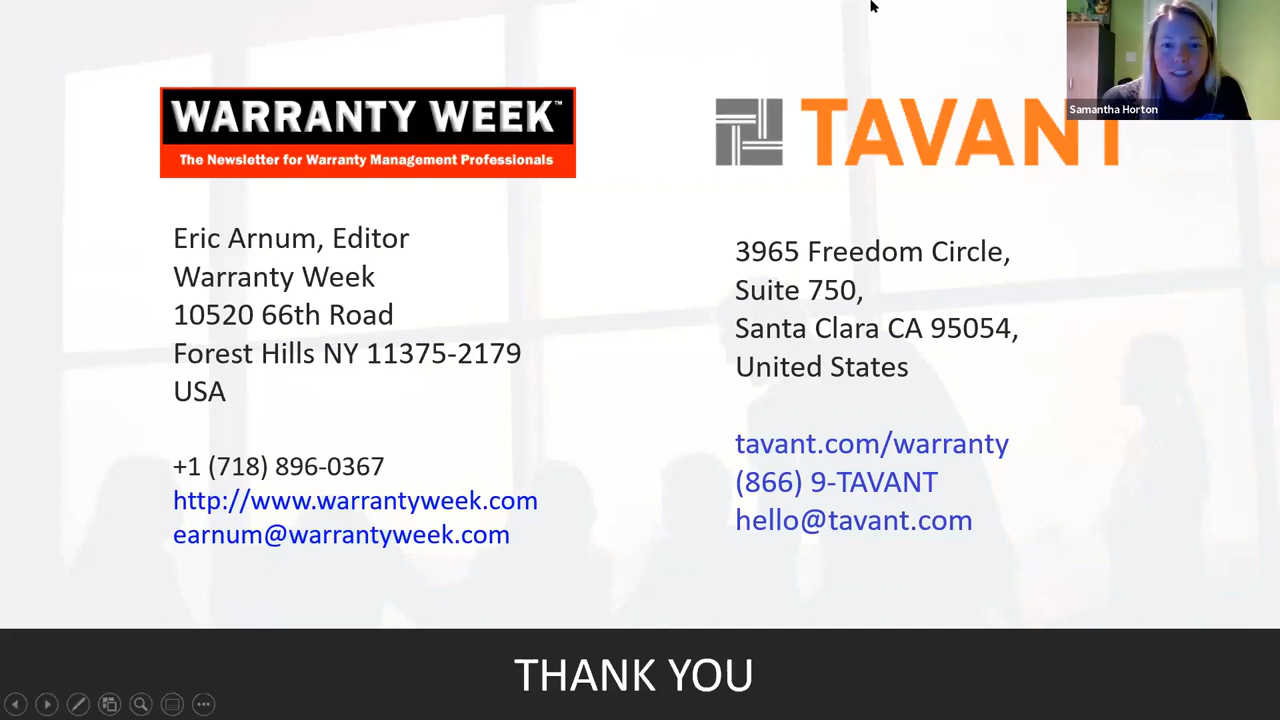 WARRANTY WEEK™
The Newsletter for Warranty Management Professionals
Eric Arnum, Editor
Warranty Week
10520 66th Road
Forest Hills NY 11375-2179
USA
+1 (718) 896-0367
http://www.warrantyweek.com
earnum@warrantyweek.com
TAVANT
3965 Freedom Circle,
Suite 750,
Santa Clara CA 95054,
United States
tavant.com/warranty
(866) 9-TAVANT
hello@tavant.com
Samantha Horton
THANK YOU